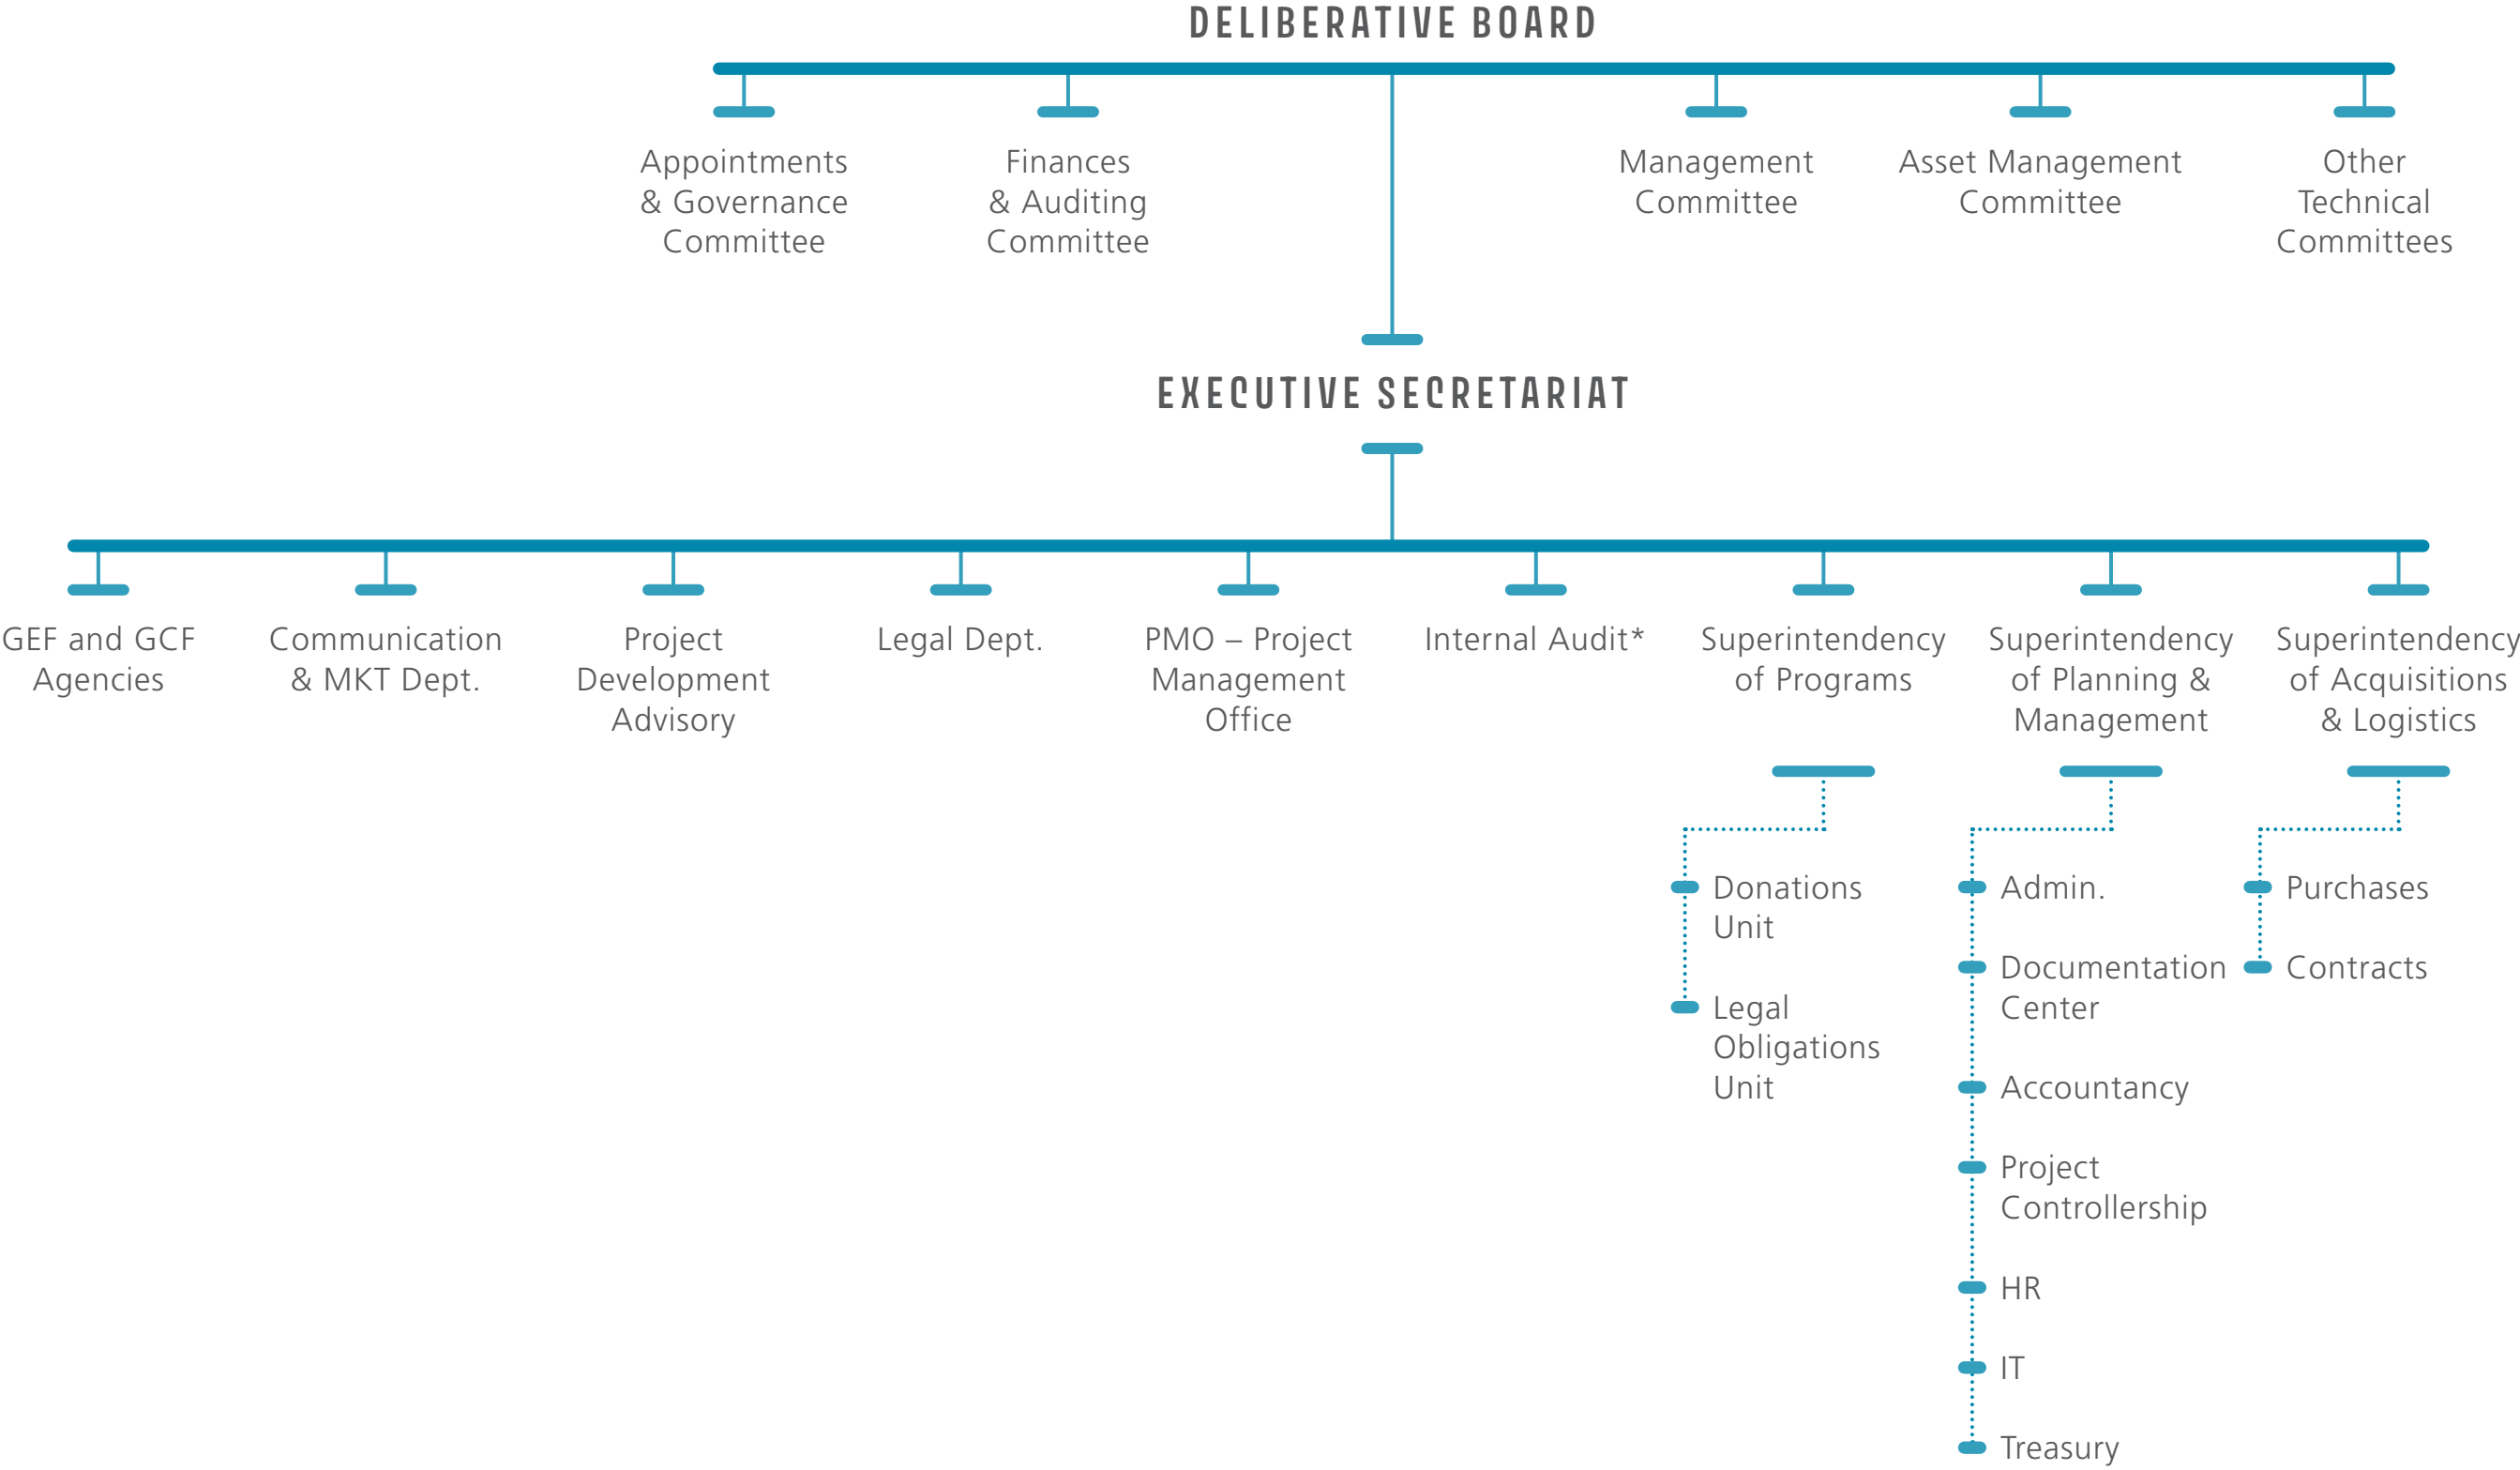 DELIBERATIVE BOARD
Appointments
& Governance
Committee
Finances
& Auditing
Committee
Management
Committee
Asset Management
Committee
Other
Technical
Committees
EXECUTIVE SECRETARIAT
GEF and GCF
Agencies
Communication
& MKT Dept.
Project
Development
Advisory
Legal Dept.
PMO – Project
Management
Office
Internal Audit*
Superintendency
of Programs
Superintendency
of Planning &
Management
Superintendency
of Acquisitions
& Logistics
Donations
Unit
Legal
Obligations
Unit
Admin.
Documentation
Center
Accountancy
Project
Controllership
HR
IT
Treasury
Purchases
Contracts